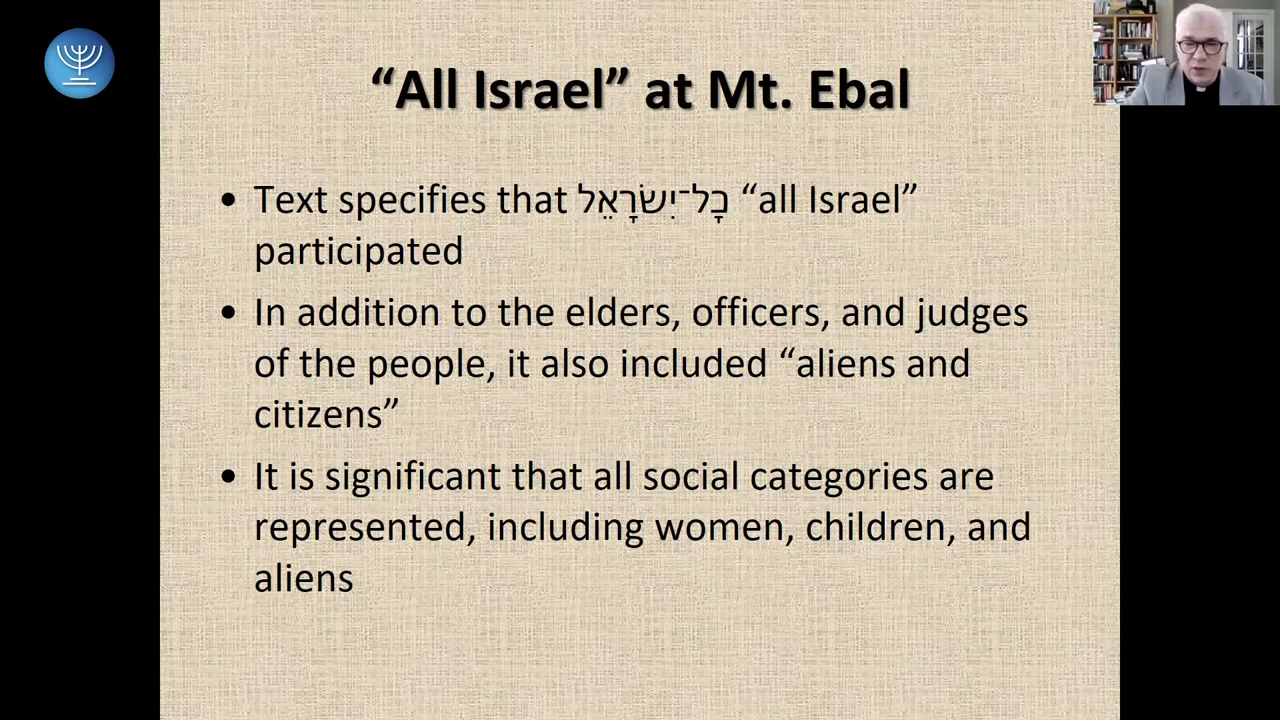 “All Israel” at Mt. Ebal
• Text specifies that כָל־יִשְׂרָאֵל “all Israel”
participated
• In addition to the elders, officers, and judges
of the people, it also included “aliens and
citizens”
• It is significant that all social categories are
represented, including women, children, and
aliens